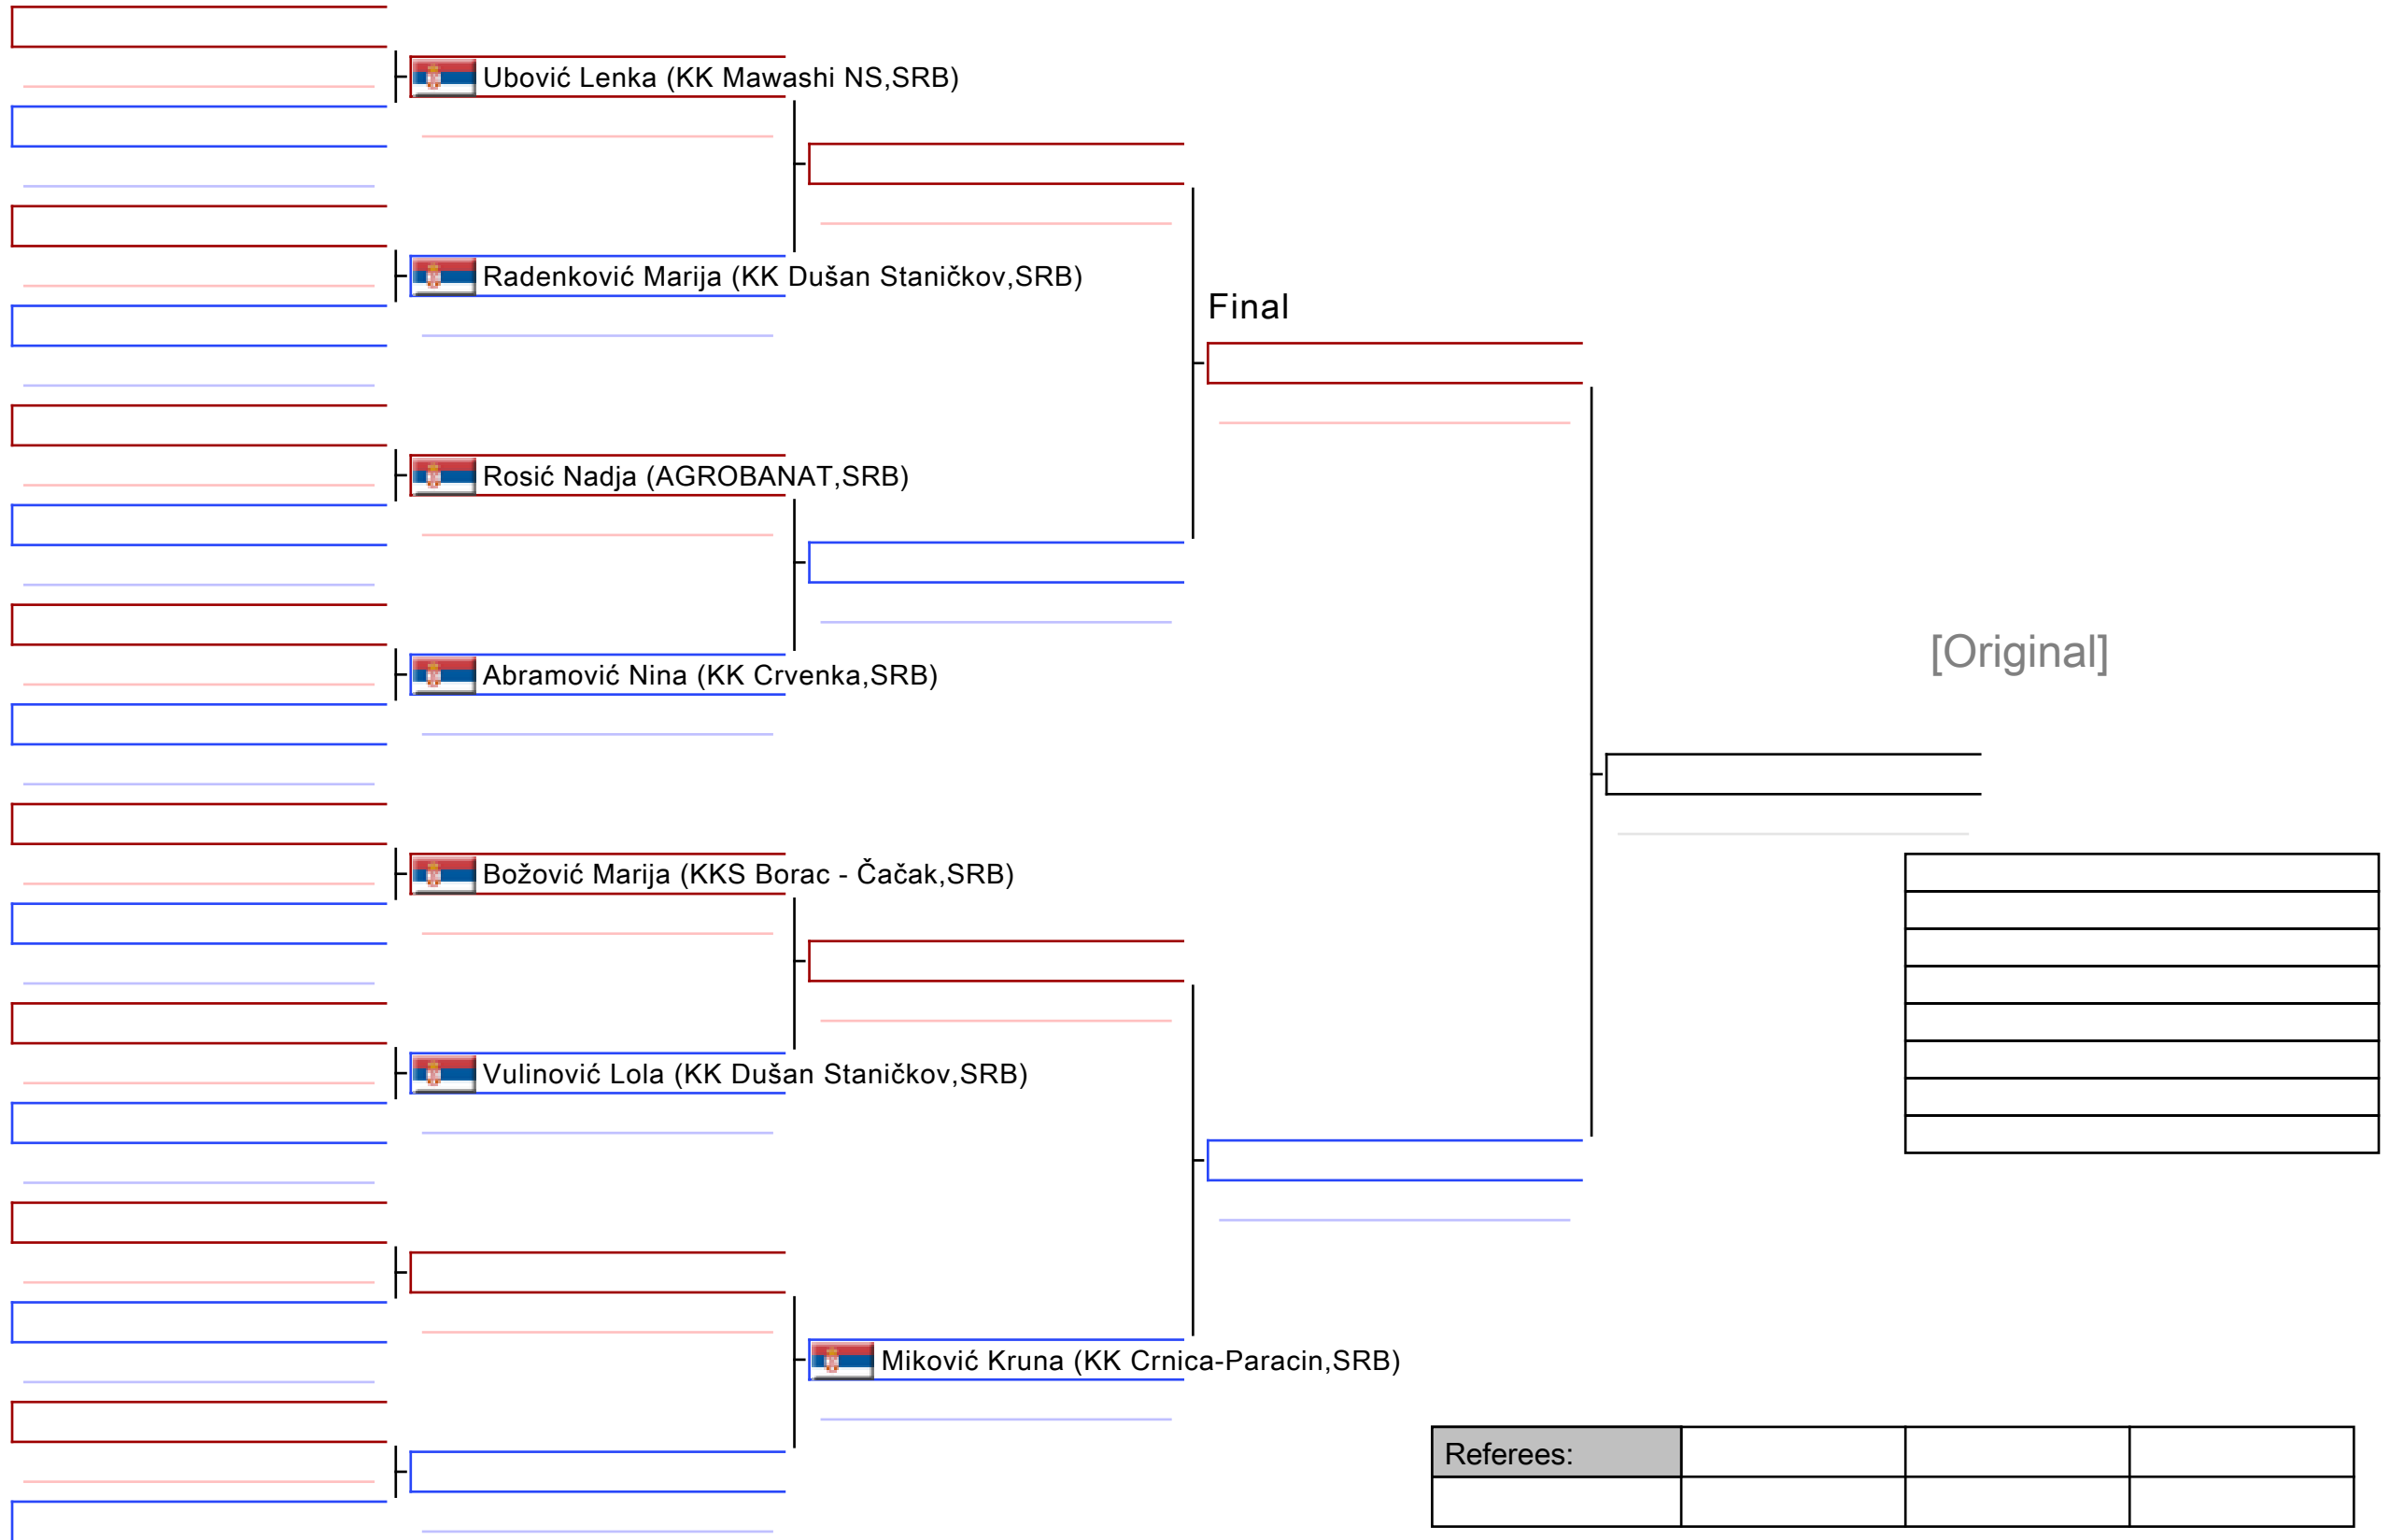 Ubović Lenka (KK Mawashi NS,SRB)
Radenković Marija (KK Dušan Staničkov,SRB)
Final
Rosić Nadja (AGROBANAT,SRB)
[Original]
Abramović Nina (KK Crvenka,SRB)
Božović Marija (KKS Borac - Čačak,SRB)
Vulinović Lola (KK Dušan Staničkov,SRB)
Miković Kruna (KK Crnica-Paracin,SRB)
Referees: